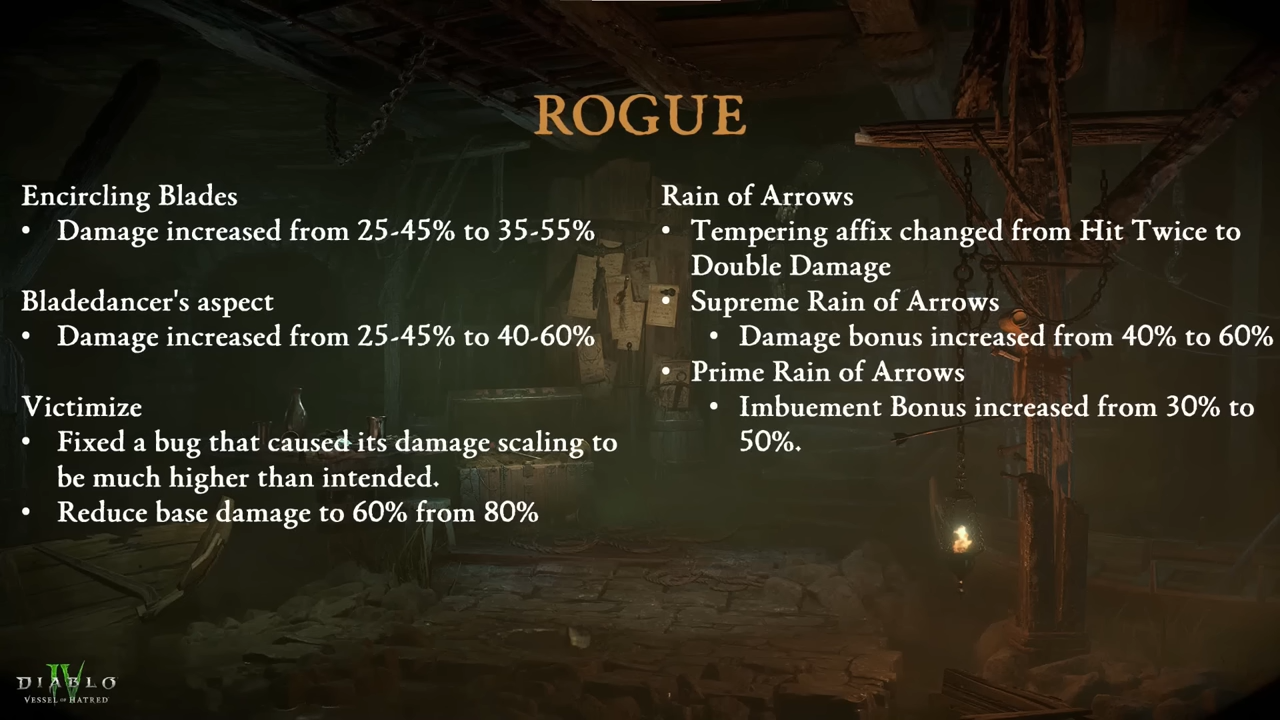 ROGUE
Encircling Blades
• Damage increased from 25-45% to 35-55%
Bladedancer's aspect
• Damage increased from 25-45% to 40-60%
Victimize
• Fixed a bug that caused its damage scaling to
be much higher than intended.
• Reduce base damage to 60% from 80%
Rain of Arrows
• Tempering affix changed from Hit Twice to
Double Damage
• Supreme Rain of Arrows
• Damage bonus increased from 40% to 60%
• Prime Rain of Arrows
• Imbuement Bonus increased from 30% to
50%.
DIABLO IV
VESSEL OF HATRED